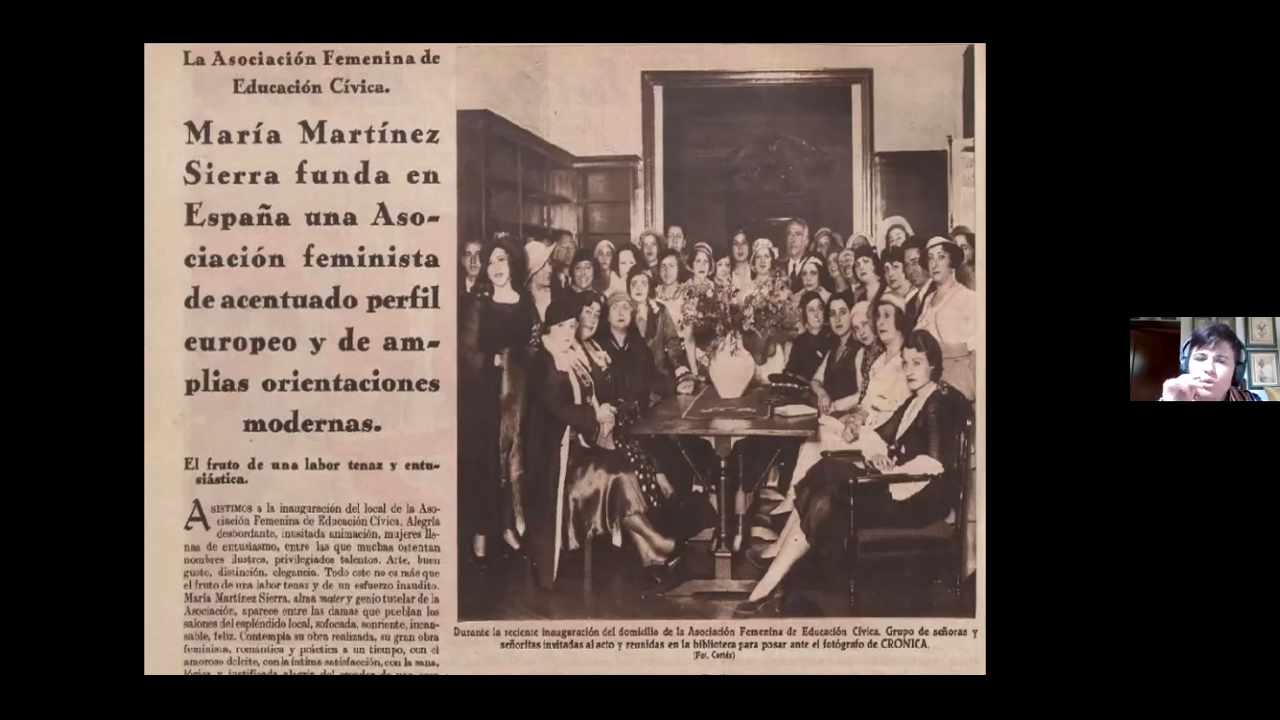 La Asociación Femenina de
Educación Cívica.
María Martínez
Sierra funda en
España una Aso-
ciación feminista
de acentuado perfil
europeo y de am-
plias orientaciones
modernas.
El fruto de una labor tenaz y entu-
siástica.
ASISTIMOS a la inauguración del local de la Aso-
ciación Femenina de Educación Cívica. Alegría
desbordante, inusitada animación, mujeres lle-
nas de entusiasmo, entre las que muchas ostentan
nombres ilustres, privilegiados talentos. Arte, buen
gusto, distinción, elegancia. Todo esto no es más que
el fruto de una labor tenaz y de un esfuerzo inaudito.
María Martínez Sierra, alma mater y genio tutelar de la
Asociación, aparece entre las damas que pueblan los
salones del espléndido local, sofocada, sonriente, incan-
sable, feliz. Contempla su obra realizada, su gran obra
feminista, romántica y práctica a un tiempo, con el
amoroso deleite, con la íntima satisfacción, con la sana,
lógica y justificada alegría del
Durante la reciente inauguración del domicilio de la Asociación Femenina de Educación Cívica. Grupo de señoras y
señoritas invitadas al acto y reunidas en la biblioteca para posar ante el fotógrafo de CRONICA.
(Fot. Cortés)